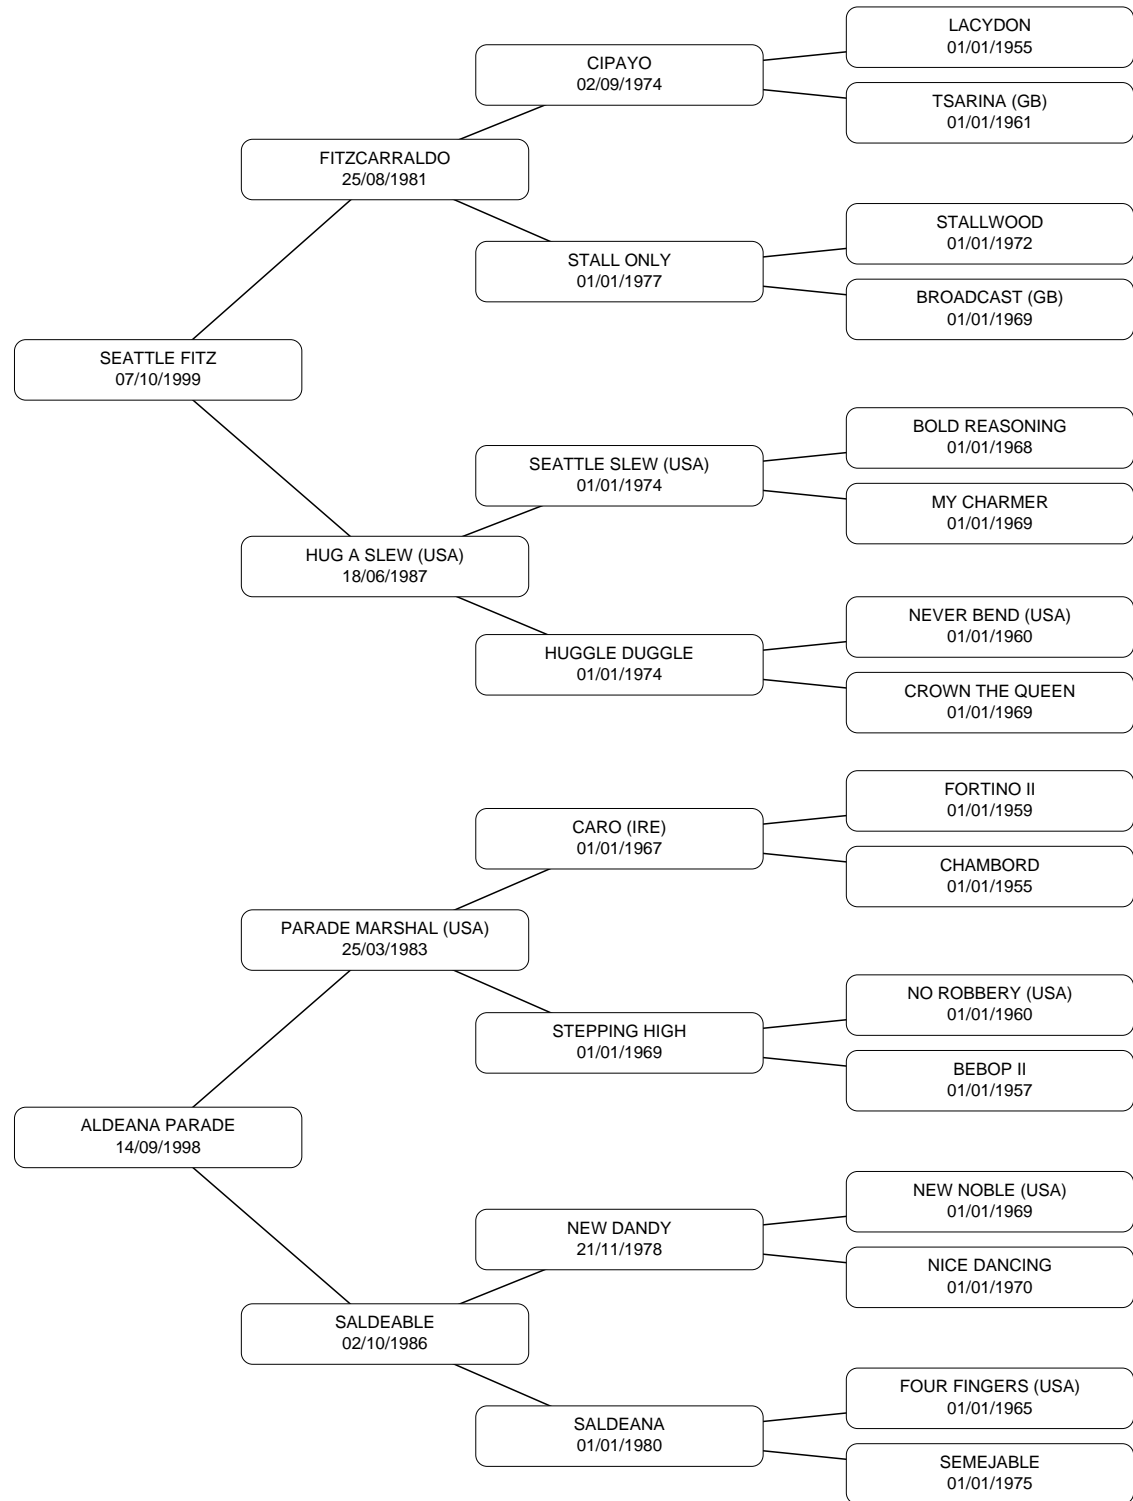 LACYDON
01/01/1955
CIPAYO
02/09/1974
TSARINA (GB)
01/01/1961
FITZCARRALDO
25/08/1981
STALLWOOD
01/01/1972
STALL ONLY
01/01/1977
BROADCAST (GB)
01/01/1969
SEATTLE FITZ
07/10/1999
BOLD REASONING
01/01/1968
SEATTLE SLEW (USA)
01/01/1974
MY CHARMER
01/01/1969
HUG A SLEW (USA)
18/06/1987
NEVER BEND (USA)
01/01/1960
HUGGLE DUGGLE
01/01/1974
CROWN THE QUEEN
01/01/1969
FORTINO II
01/01/1959
CARO (IRE)
01/01/1967
CHAMBORD
01/01/1955
PARADE MARSHAL (USA)
25/03/1983
NO ROBBERY (USA)
01/01/1960
STEPPING HIGH
01/01/1969
BEBOP II
01/01/1957
ALDEANA PARADE
14/09/1998
NEW NOBLE (USA)
01/01/1969
NEW DANDY
21/11/1978
NICE DANCING
01/01/1970
SALDEABLE
02/10/1986
FOUR FINGERS (USA)
01/01/1965
SALDEANA
01/01/1980
SEMEJABLE
01/01/1975